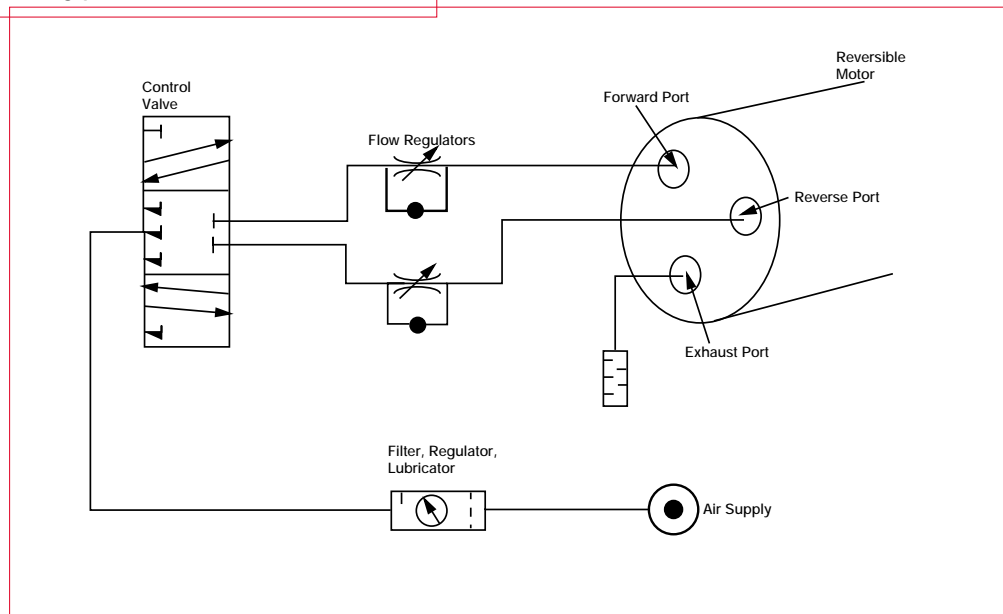 Reversible
Motor
Control
Valve
Forward Port
Flow Regulators
Reverse Port
Exhaust Port
Filter, Regulator,
Lubricator
Air Supply